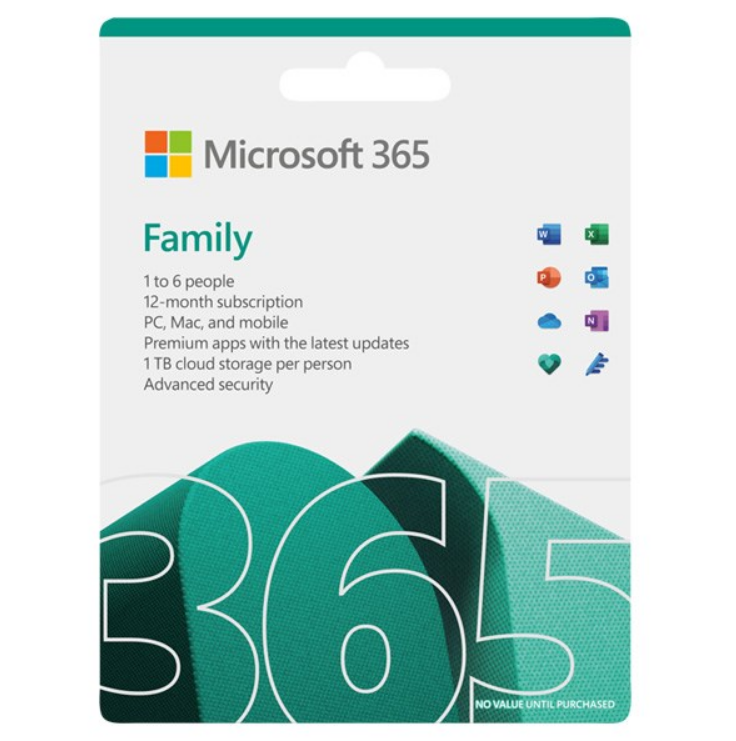 Microsoft 365
Family
1 to 6 people
12-month subscription
PC, Mac, and mobile
Premium apps with the latest updates
1 TB cloud storage per person
Advanced security
W X
P O
N
365
NO VALUE UNTIL PURCHASED